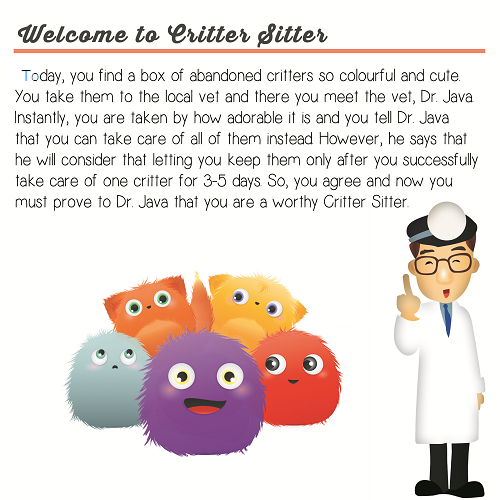 Welcome to Critter Sitter
Today, you find a box of abandoned critters so colourful and cute.
You take them to the local vet and there you meet the vet, Dr. Java.
Instantly, you are taken by how adorable it is and you tell Dr. Java
that you can take care of all of them instead. However, he says that
he will consider that letting you keep them only after you successfully
take care of one critter for 3-5 days. So, you agree and now you
must prove to Dr. Java that you are a worthy Critter Sitter.